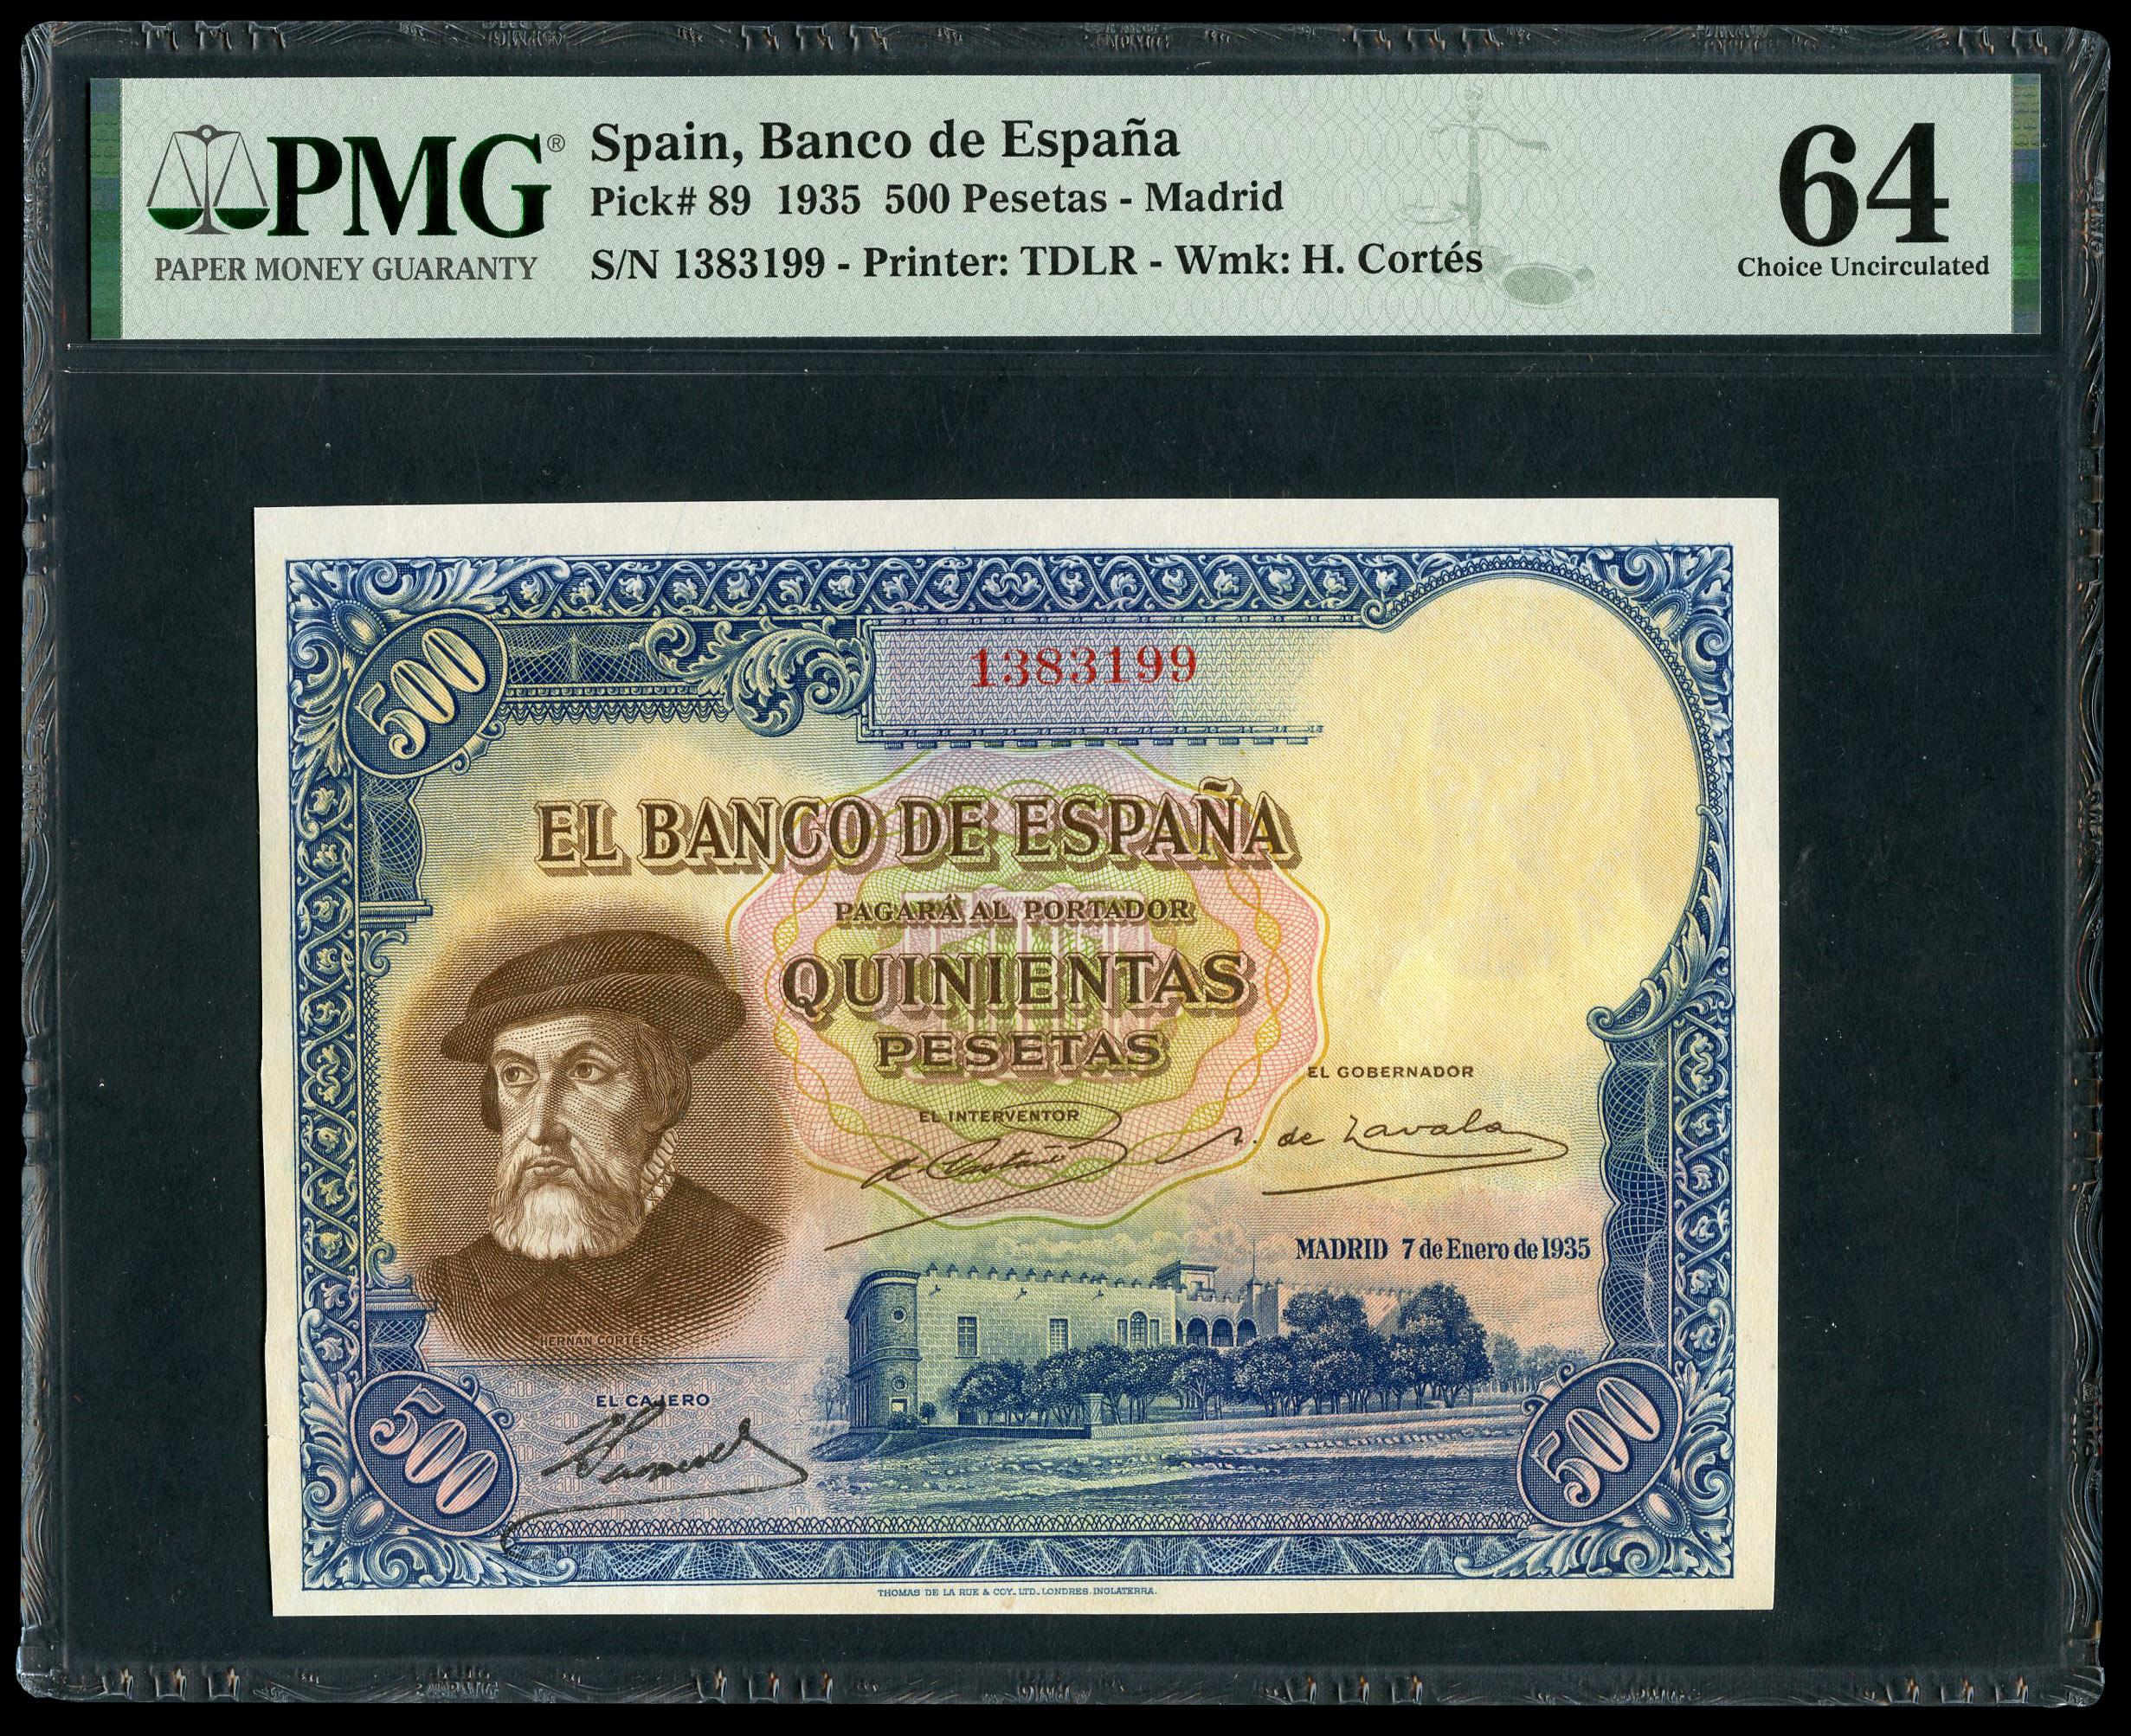 PMG®
PAPER MONEY GUARANTY
Spain, Banco de España
Pick# 89 1935 500 Pesetas - Madrid
S/N 1383199 - Printer: TDLR - Wmk: H. Cortés
64
Choice Uncirculated
500
1383199
EL BANCO DE ESPAÑA
PAGARÁ AL PORTADOR
QUINIENTAS
PESETAS
EL GOBERNADOR
A. de Zavala
EL INTERVENTOR
MADRID 7 de Enero de 1935
HERNAN CORTÉS
EL CAJERO
500
500
THOMAS DE LA RUE & COY. LTD. LONDRES. INGLATERRA.